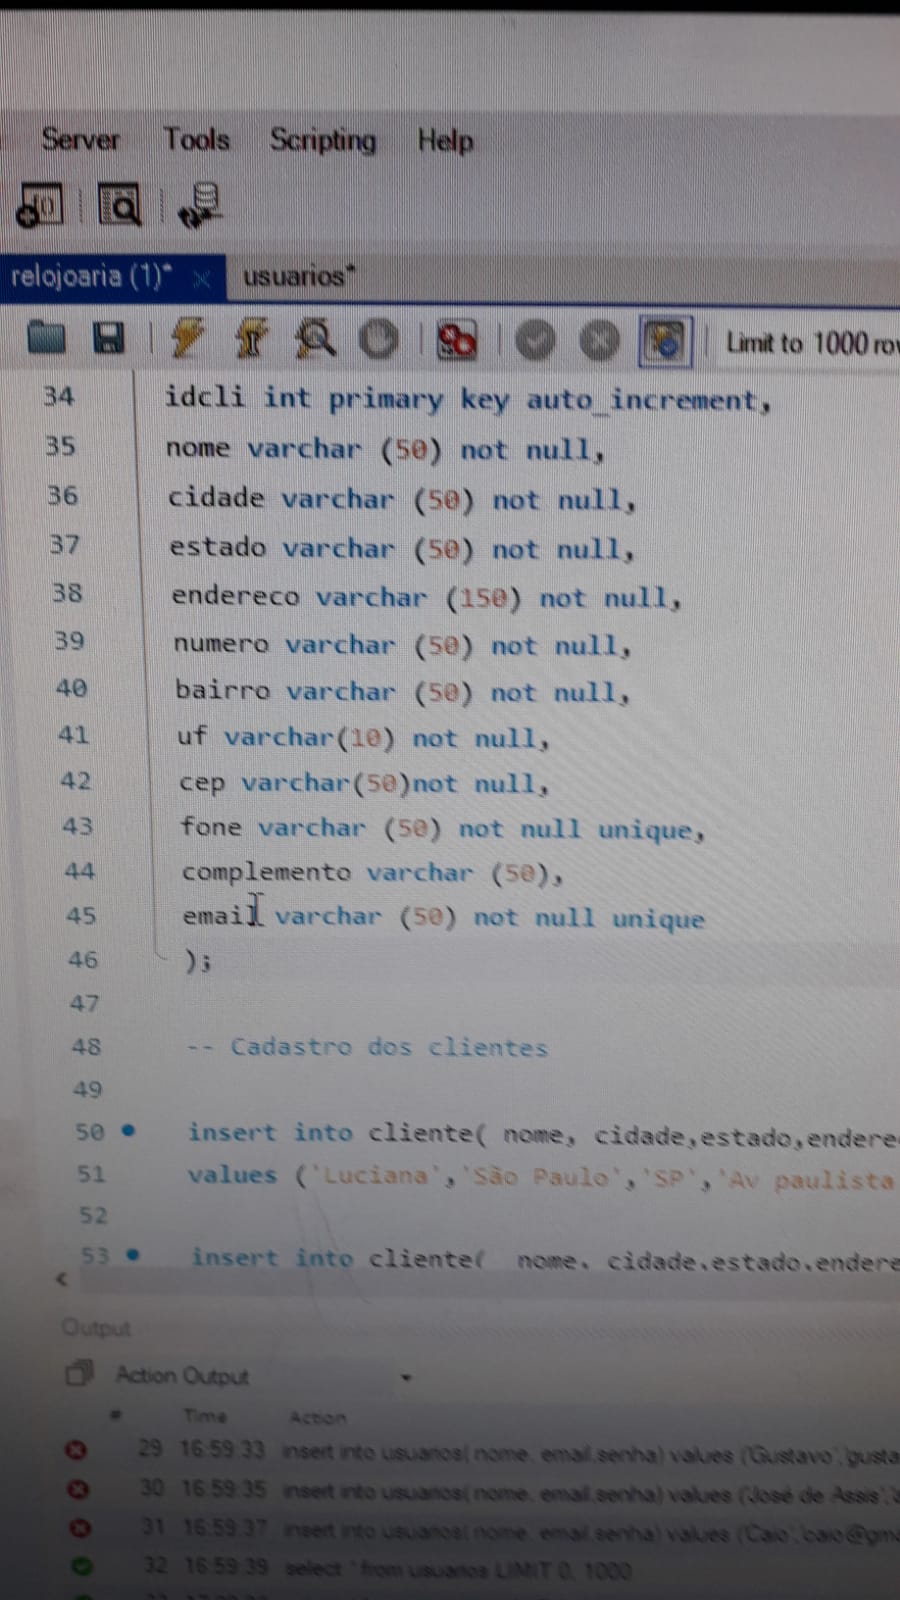 Server Tools Scripting Help
relojoaria (1)* usuarios*
Limit to 1000 rov
34 idcli int primary key auto_increment,
35 nome varchar (50) not null,
36 cidade varchar (50) not null,
37 estado varchar (50) not null,
38 endereco varchar (150) not null,
39 numero varchar (50) not null,
40 bairro varchar (50) not null,
41 uf varchar(10) not null,
42 cep varchar(50)not null,
43 fone varchar (50) not null unique,
44 complemento varchar (50),
45 email varchar (50) not null unique
46 );
47
48 -- Cadastro dos clientes
49
50 insert into cliente( nome, cidade,estado,endere
51 values ('Luciana','São Paulo','SP','Av paulista
52
53 insert into cliente( nome, cidade,estado,endere
Output
Action Output
# Time Action
29 16:59:33 insert into usuarios( nome, email,senha) values ('Gustavo','gusta
30 16:59:35 insert into usuarios( nome, email,senha) values ('José de Assis',
31 16:59:37 insert into usuarios( nome, email,senha) values ('Caio','caio@gm
32 16:59:39 select * from usuarios LIMIT 0, 1000